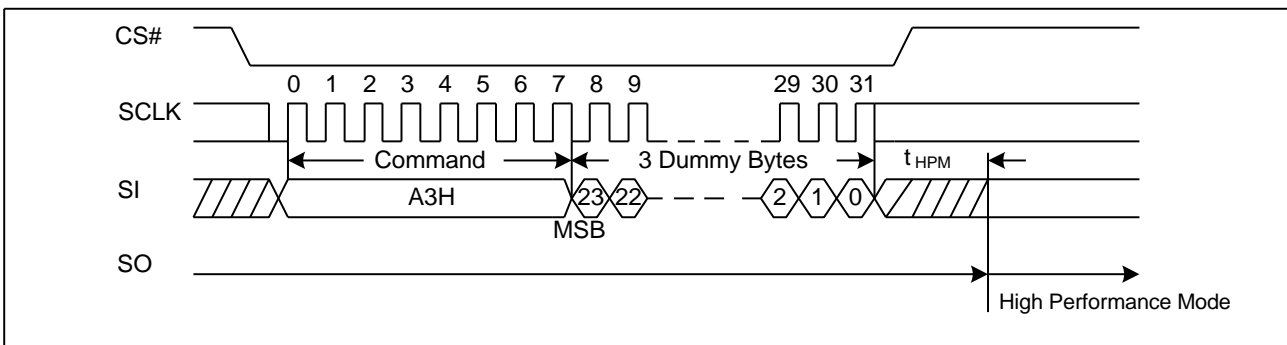 CS#
0 1 2 3 4 5 6 7 8 9 29 30 31
SCLK
Command 3 Dummy Bytes tHPM
SI A3H 23 22 2 1 0
MSB
SO
High Performance Mode